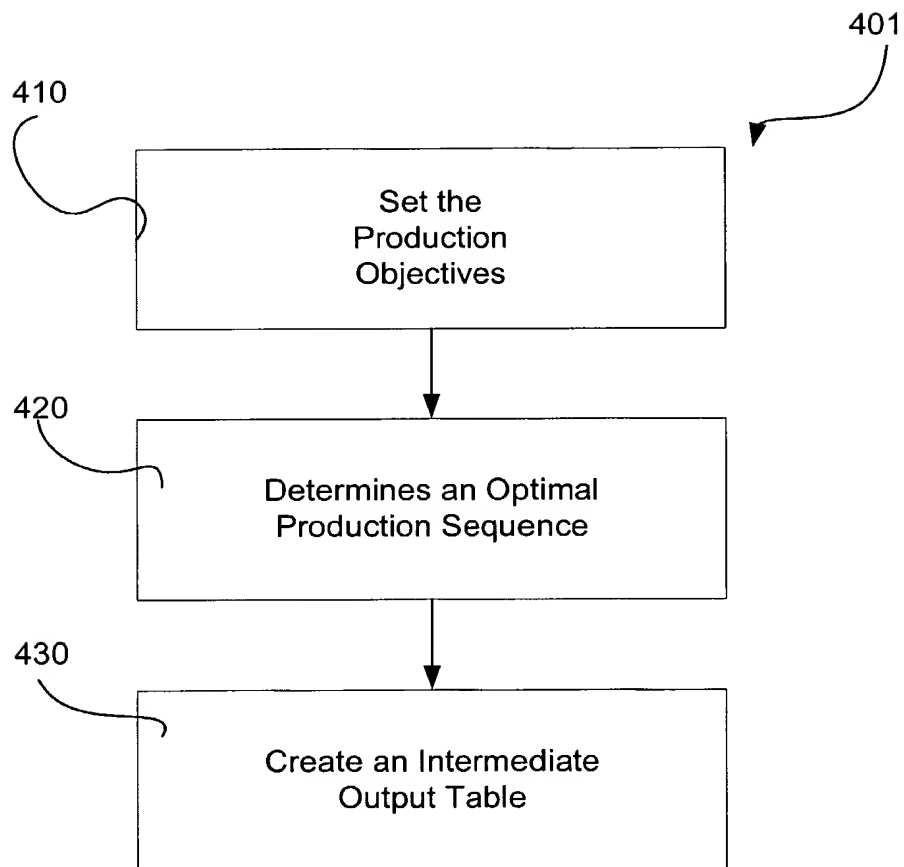 401
410
Set the
Production
Objectives
420
Determines an Optimal
Production Sequence
430
Create an Intermediate
Output Table